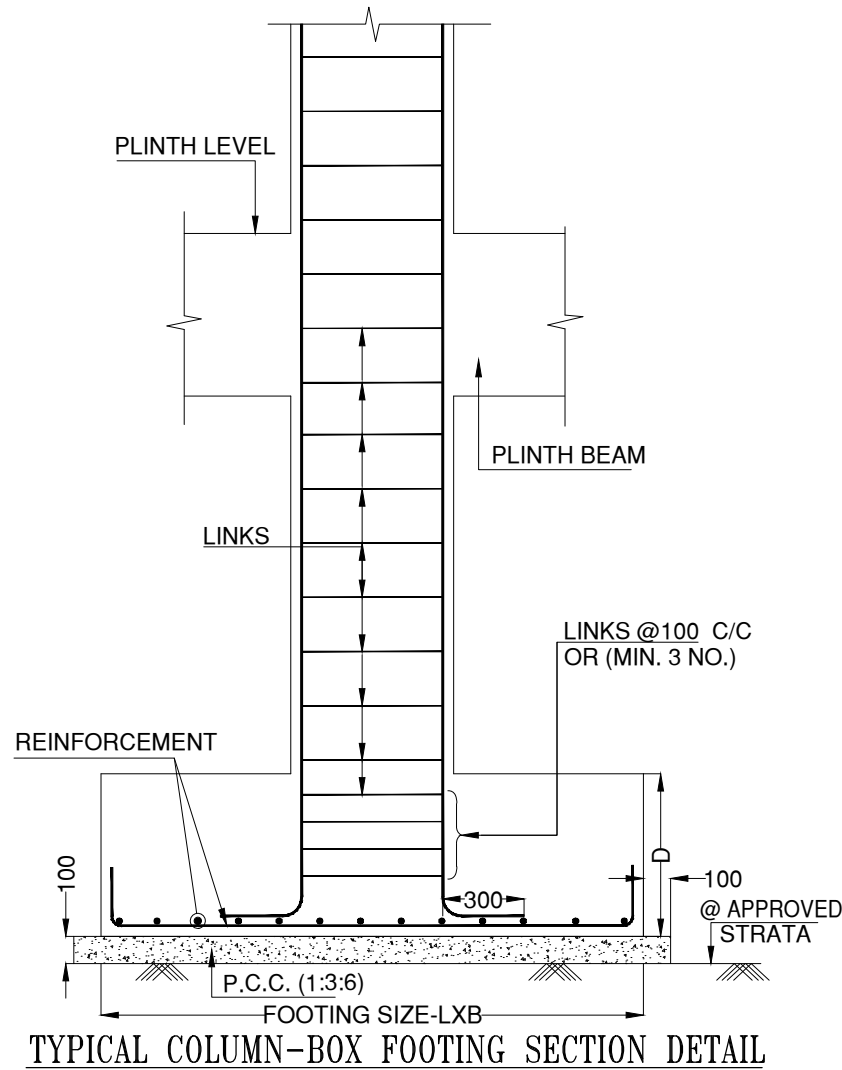 PLINTH LEVEL
PLINTH BEAM
LINKS
LINKS @100 C/C
OR (MIN. 3 NO.)
REINFORCEMENT
100
D
300
100
@ APPROVED
STRATA
P.C.C. (1:3:6)
FOOTING SIZE-LXB
TYPICAL COLUMN-BOX FOOTING SECTION DETAIL